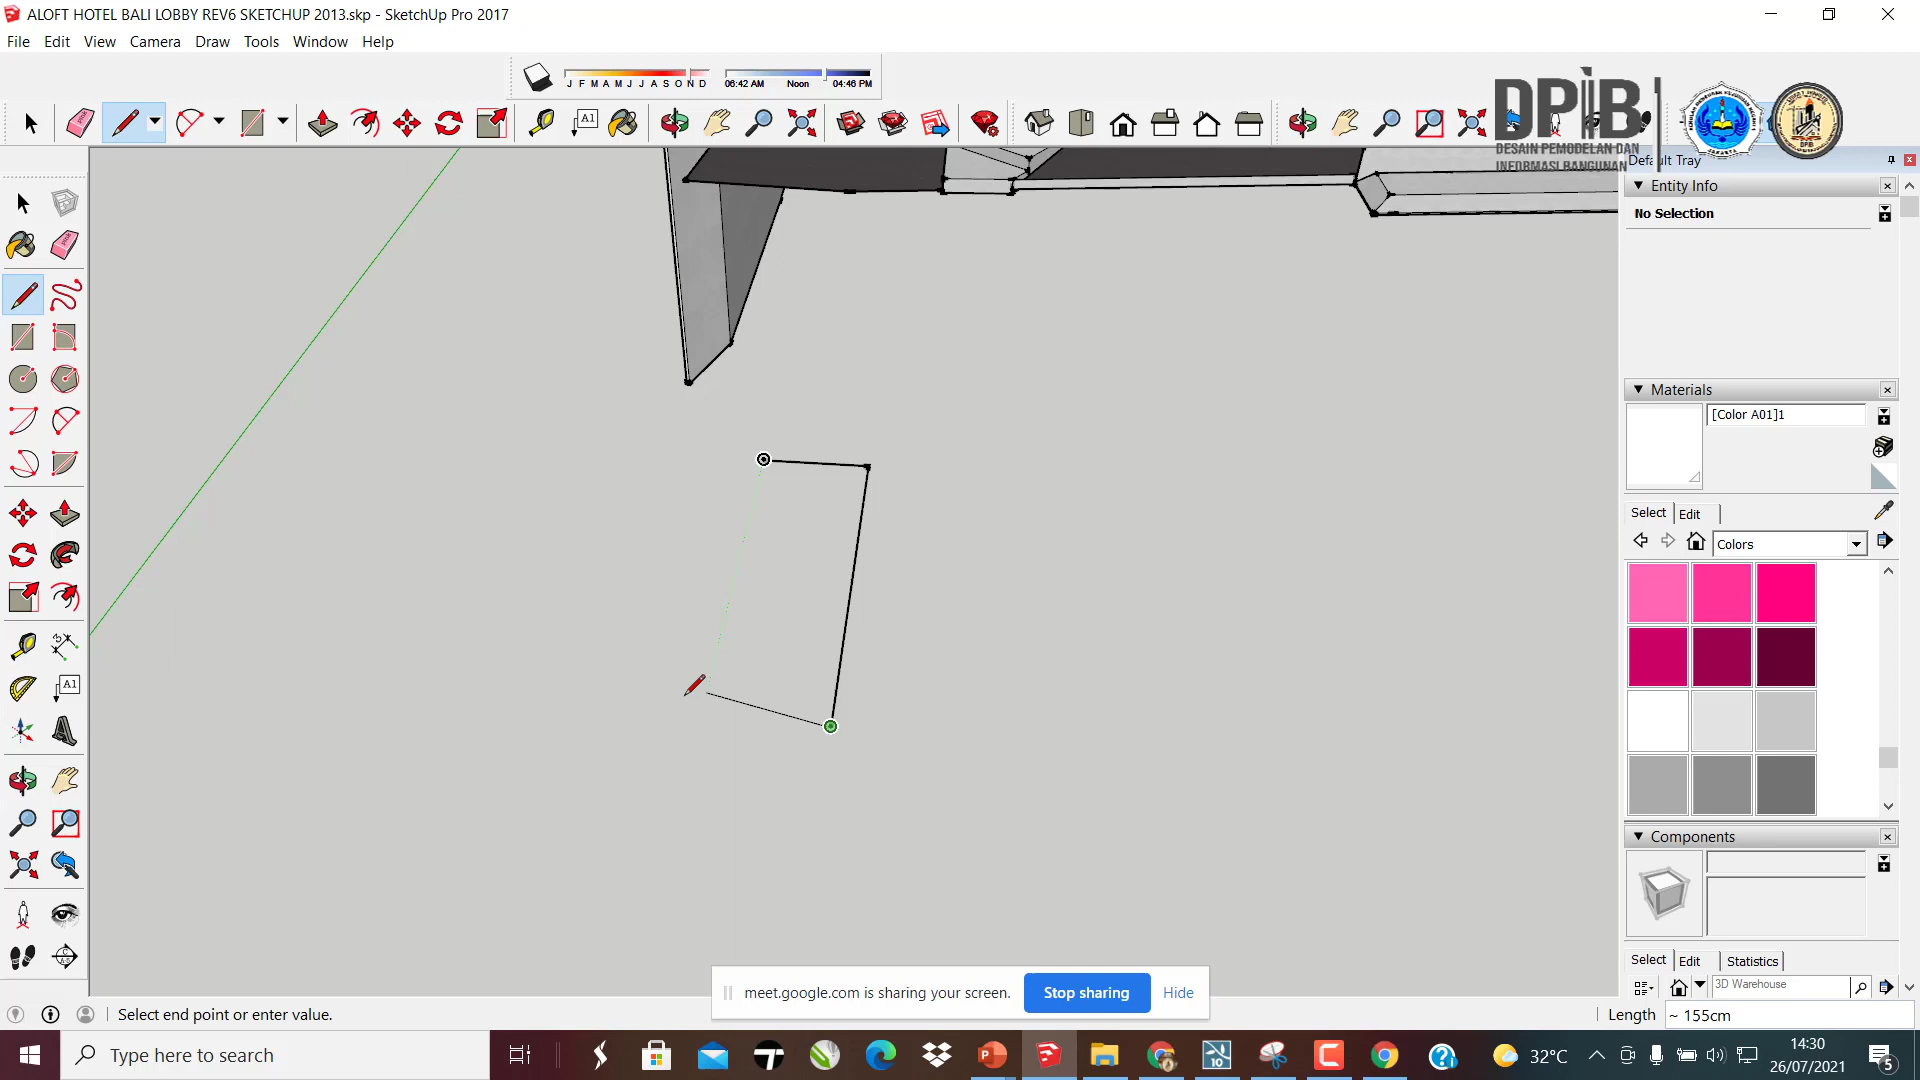 ALOFT HOTEL BALI LOBBY REV6 SKETCHUP 2013.skp - SketchUp Pro 2017
File Edit View Camera Draw Tools Window Help
J F M A M J J A S O N D
06:42 AM Noon 04:46 PM
DPIB
DESAIN PEMODELAN DAN
INFORMASI BANGUNAN
Default Tray
Entity Info
No Selection
Materials
[Color A01]1
Select Edit
Colors
Components
Select Edit Statistics
3D Warehouse
meet.google.com is sharing your screen.
Stop sharing
Hide
Select end point or enter value.
Length ~ 155cm
Type here to search
32°C
14:30
26/07/2021
5